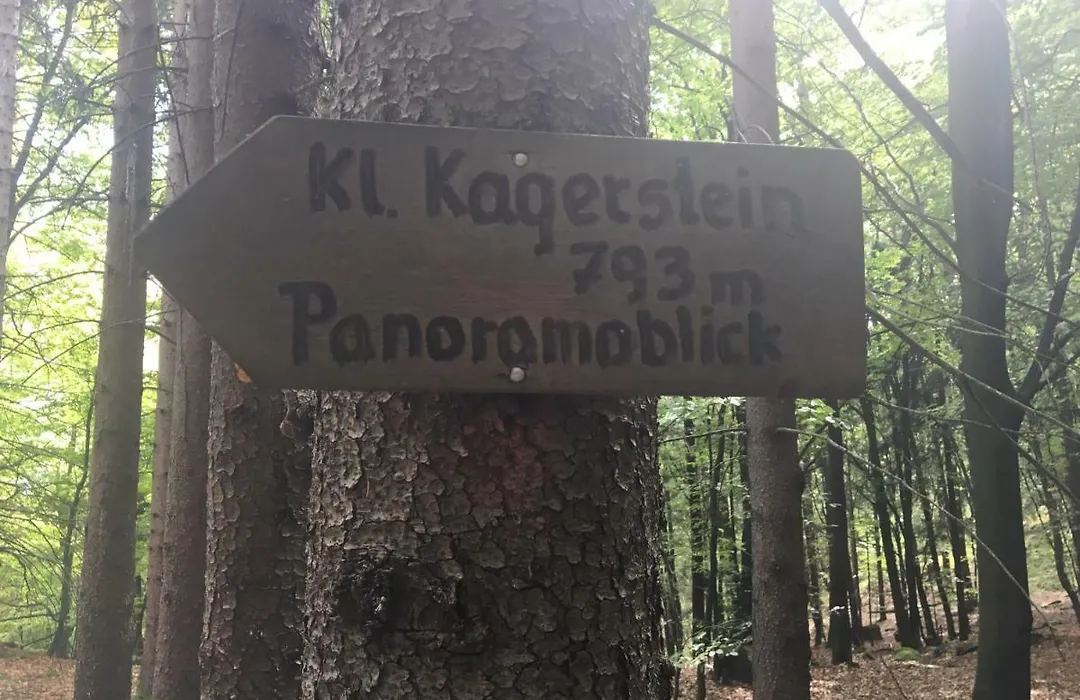 Kl. Kagerstein
793 m
Panoramablick